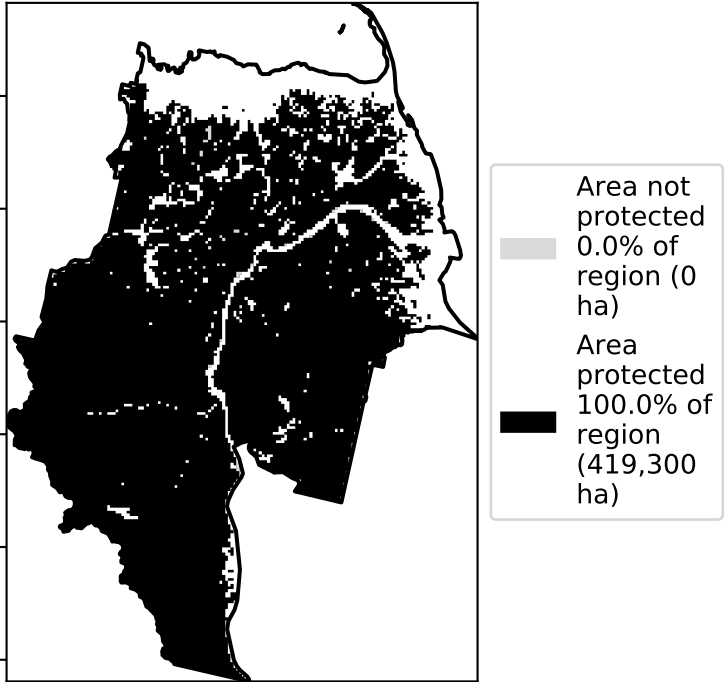 Area not
protected
0.0% of
region (0
ha)
Area
protected
100.0% of
region
(419,300
ha)